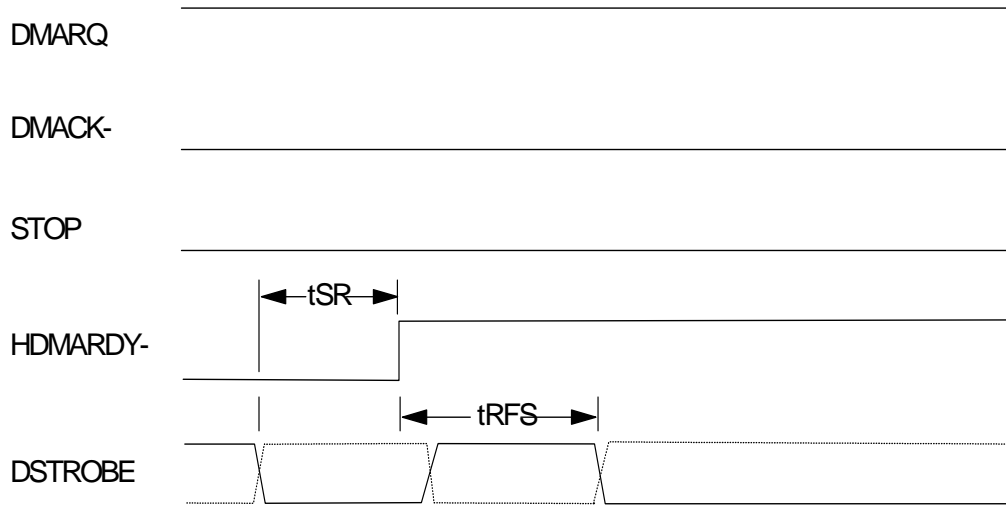 DMARQ
DMACK-
STOP
tSR
HDMARDY-
tRFS
DSTROBE